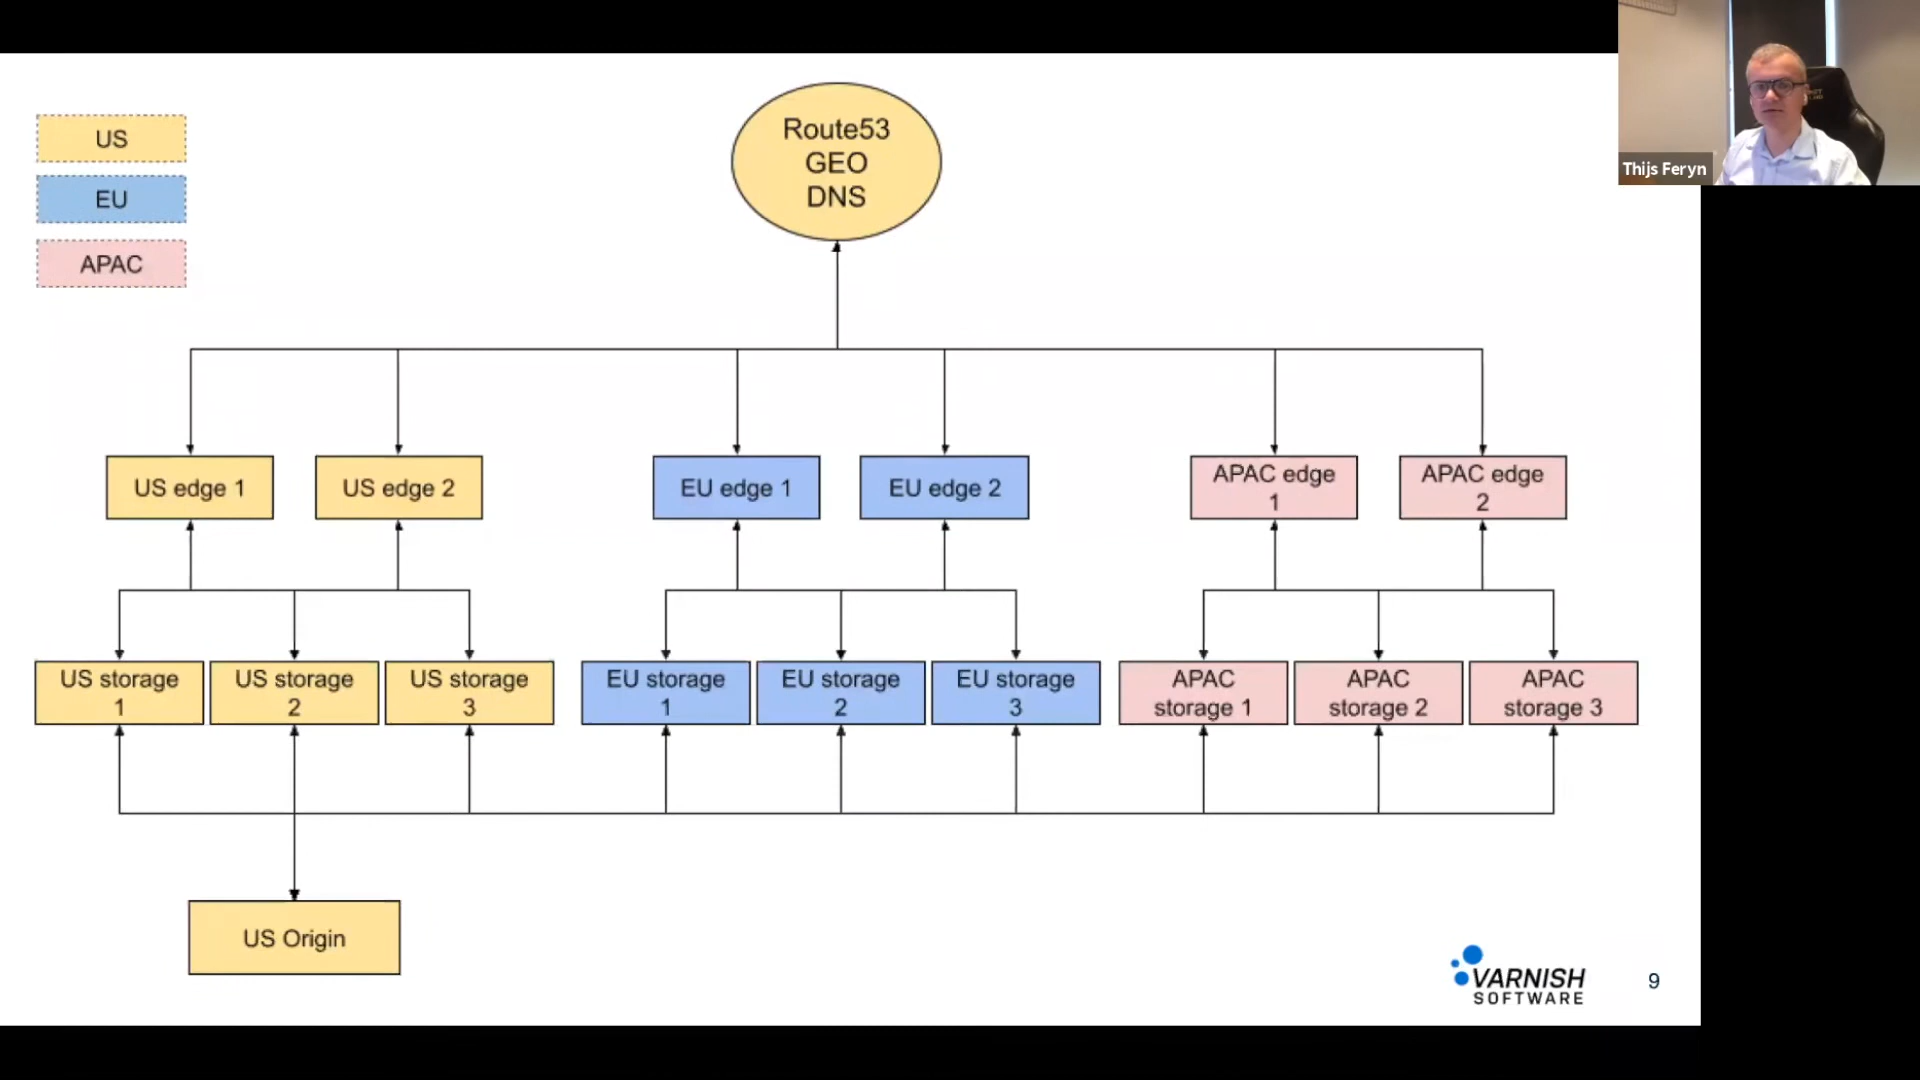 Thijs Feryn
US
EU
APAC
Route53
GEO
DNS
US edge 1
US edge 2
EU edge 1
EU edge 2
APAC edge
1
APAC edge
2
US storage
1
US storage
2
US storage
3
EU storage
1
EU storage
2
EU storage
3
APAC
storage 1
APAC
storage 2
APAC
storage 3
US Origin
VARNISH
SOFTWARE
9